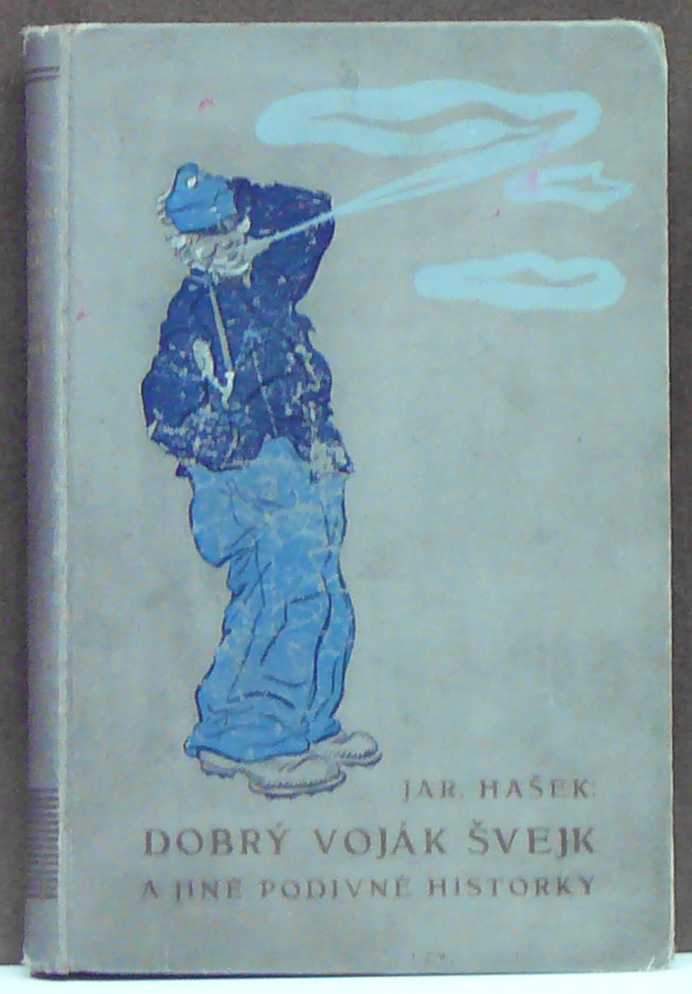 JAR. HAŠEK:
DOBRÝ VOJÁK ŠVEJK
A JINÉ PODIVNÉ HISTORKY